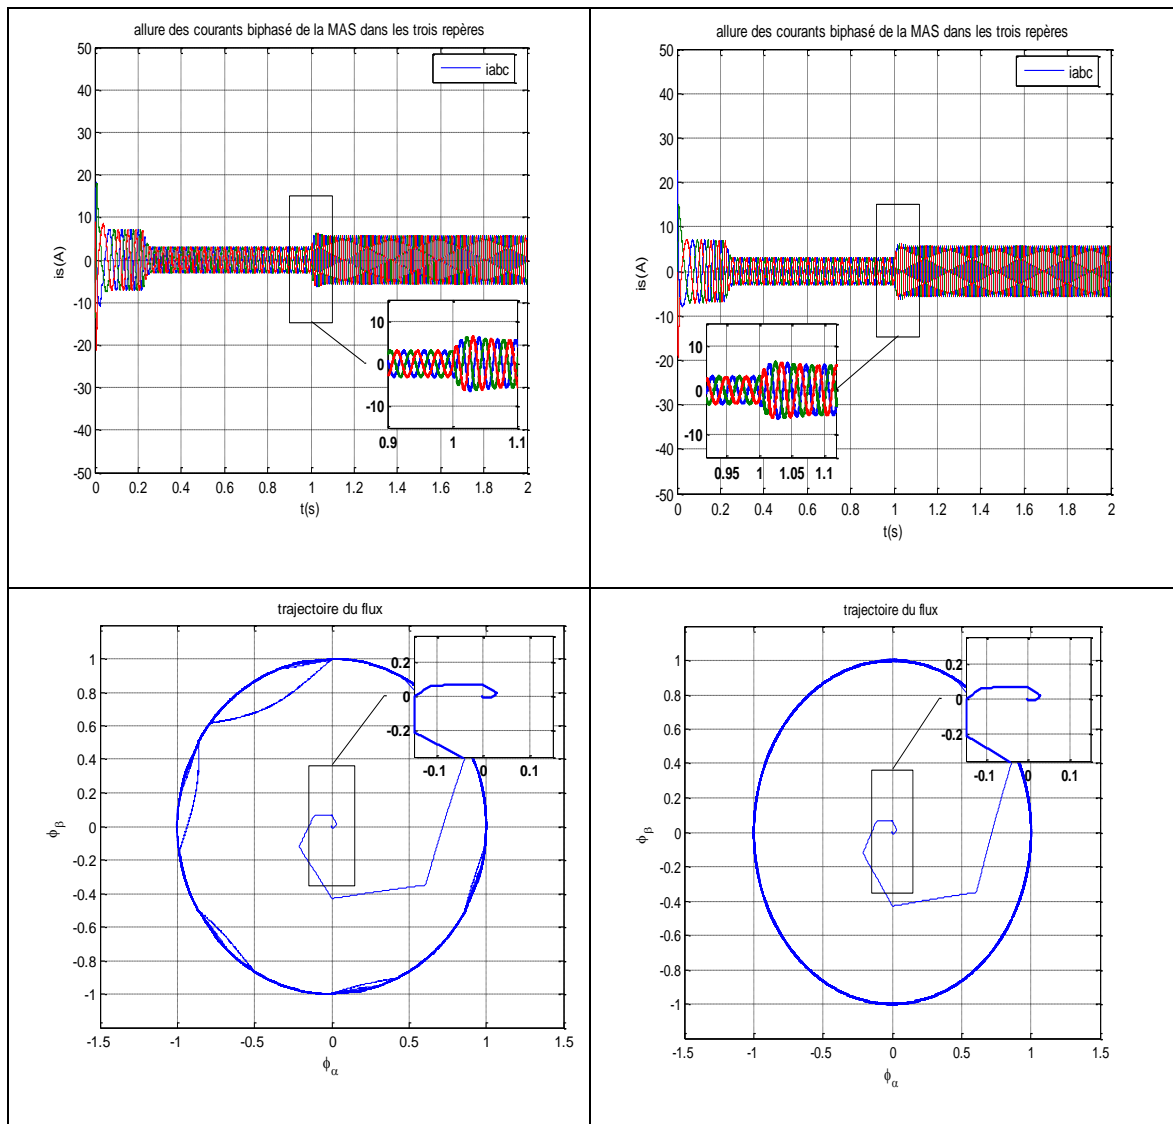 allure des courants biphasé de la MAS dans les trois repères
iabc
50
40
30
20
10
0
-10
-20
-30
-40
-50
is(A)
10
0
-10
0.9 1 1.1
0 0.2 0.4 0.6 0.8 1 1.2 1.4 1.6 1.8 2
t(s)
allure des courants biphasé de la MAS dans les trois repères
iabc
50
40
30
20
10
0
-10
-20
-30
-40
-50
is(A)
10
0
-10
0.95 1 1.05 1.1
0 0.2 0.4 0.6 0.8 1 1.2 1.4 1.6 1.8 2
t(s)
trajectoire du flux
1
0.8
0.6
0.4
0.2
0
-0.2
-0.4
-0.6
-0.8
-1
ϕβ
0.2
0
-0.2
-0.1 0 0.1
-1.5 -1 -0.5 0 0.5 1 1.5
ϕα
trajectoire du flux
1
0.8
0.6
0.4
0.2
0
-0.2
-0.4
-0.6
-0.8
-1
ϕβ
0.2
0
-0.2
-0.1 0 0.1
-1.5 -1 -0.5 0 0.5 1 1.5
ϕα